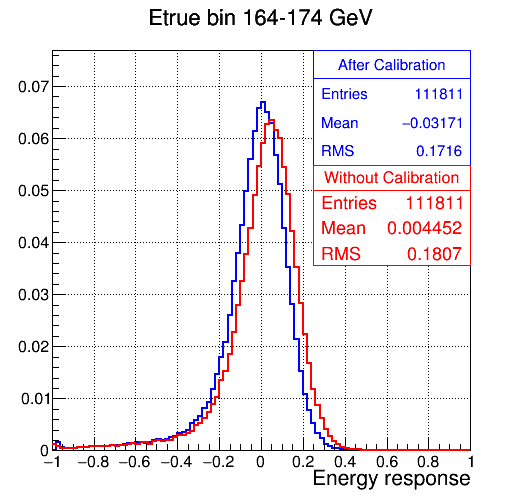 Etrue bin 164-174 GeV
After Calibration
Entries 111811
Mean −0.03171
RMS 0.1716
Without Calibration
Entries 111811
Mean 0.004452
RMS 0.1807
0.07
0.06
0.05
0.04
0.03
0.02
0.01
0
−1 −0.8 −0.6 −0.4 −0.2 0 0.2 0.4 0.6 0.8 1
Energy response